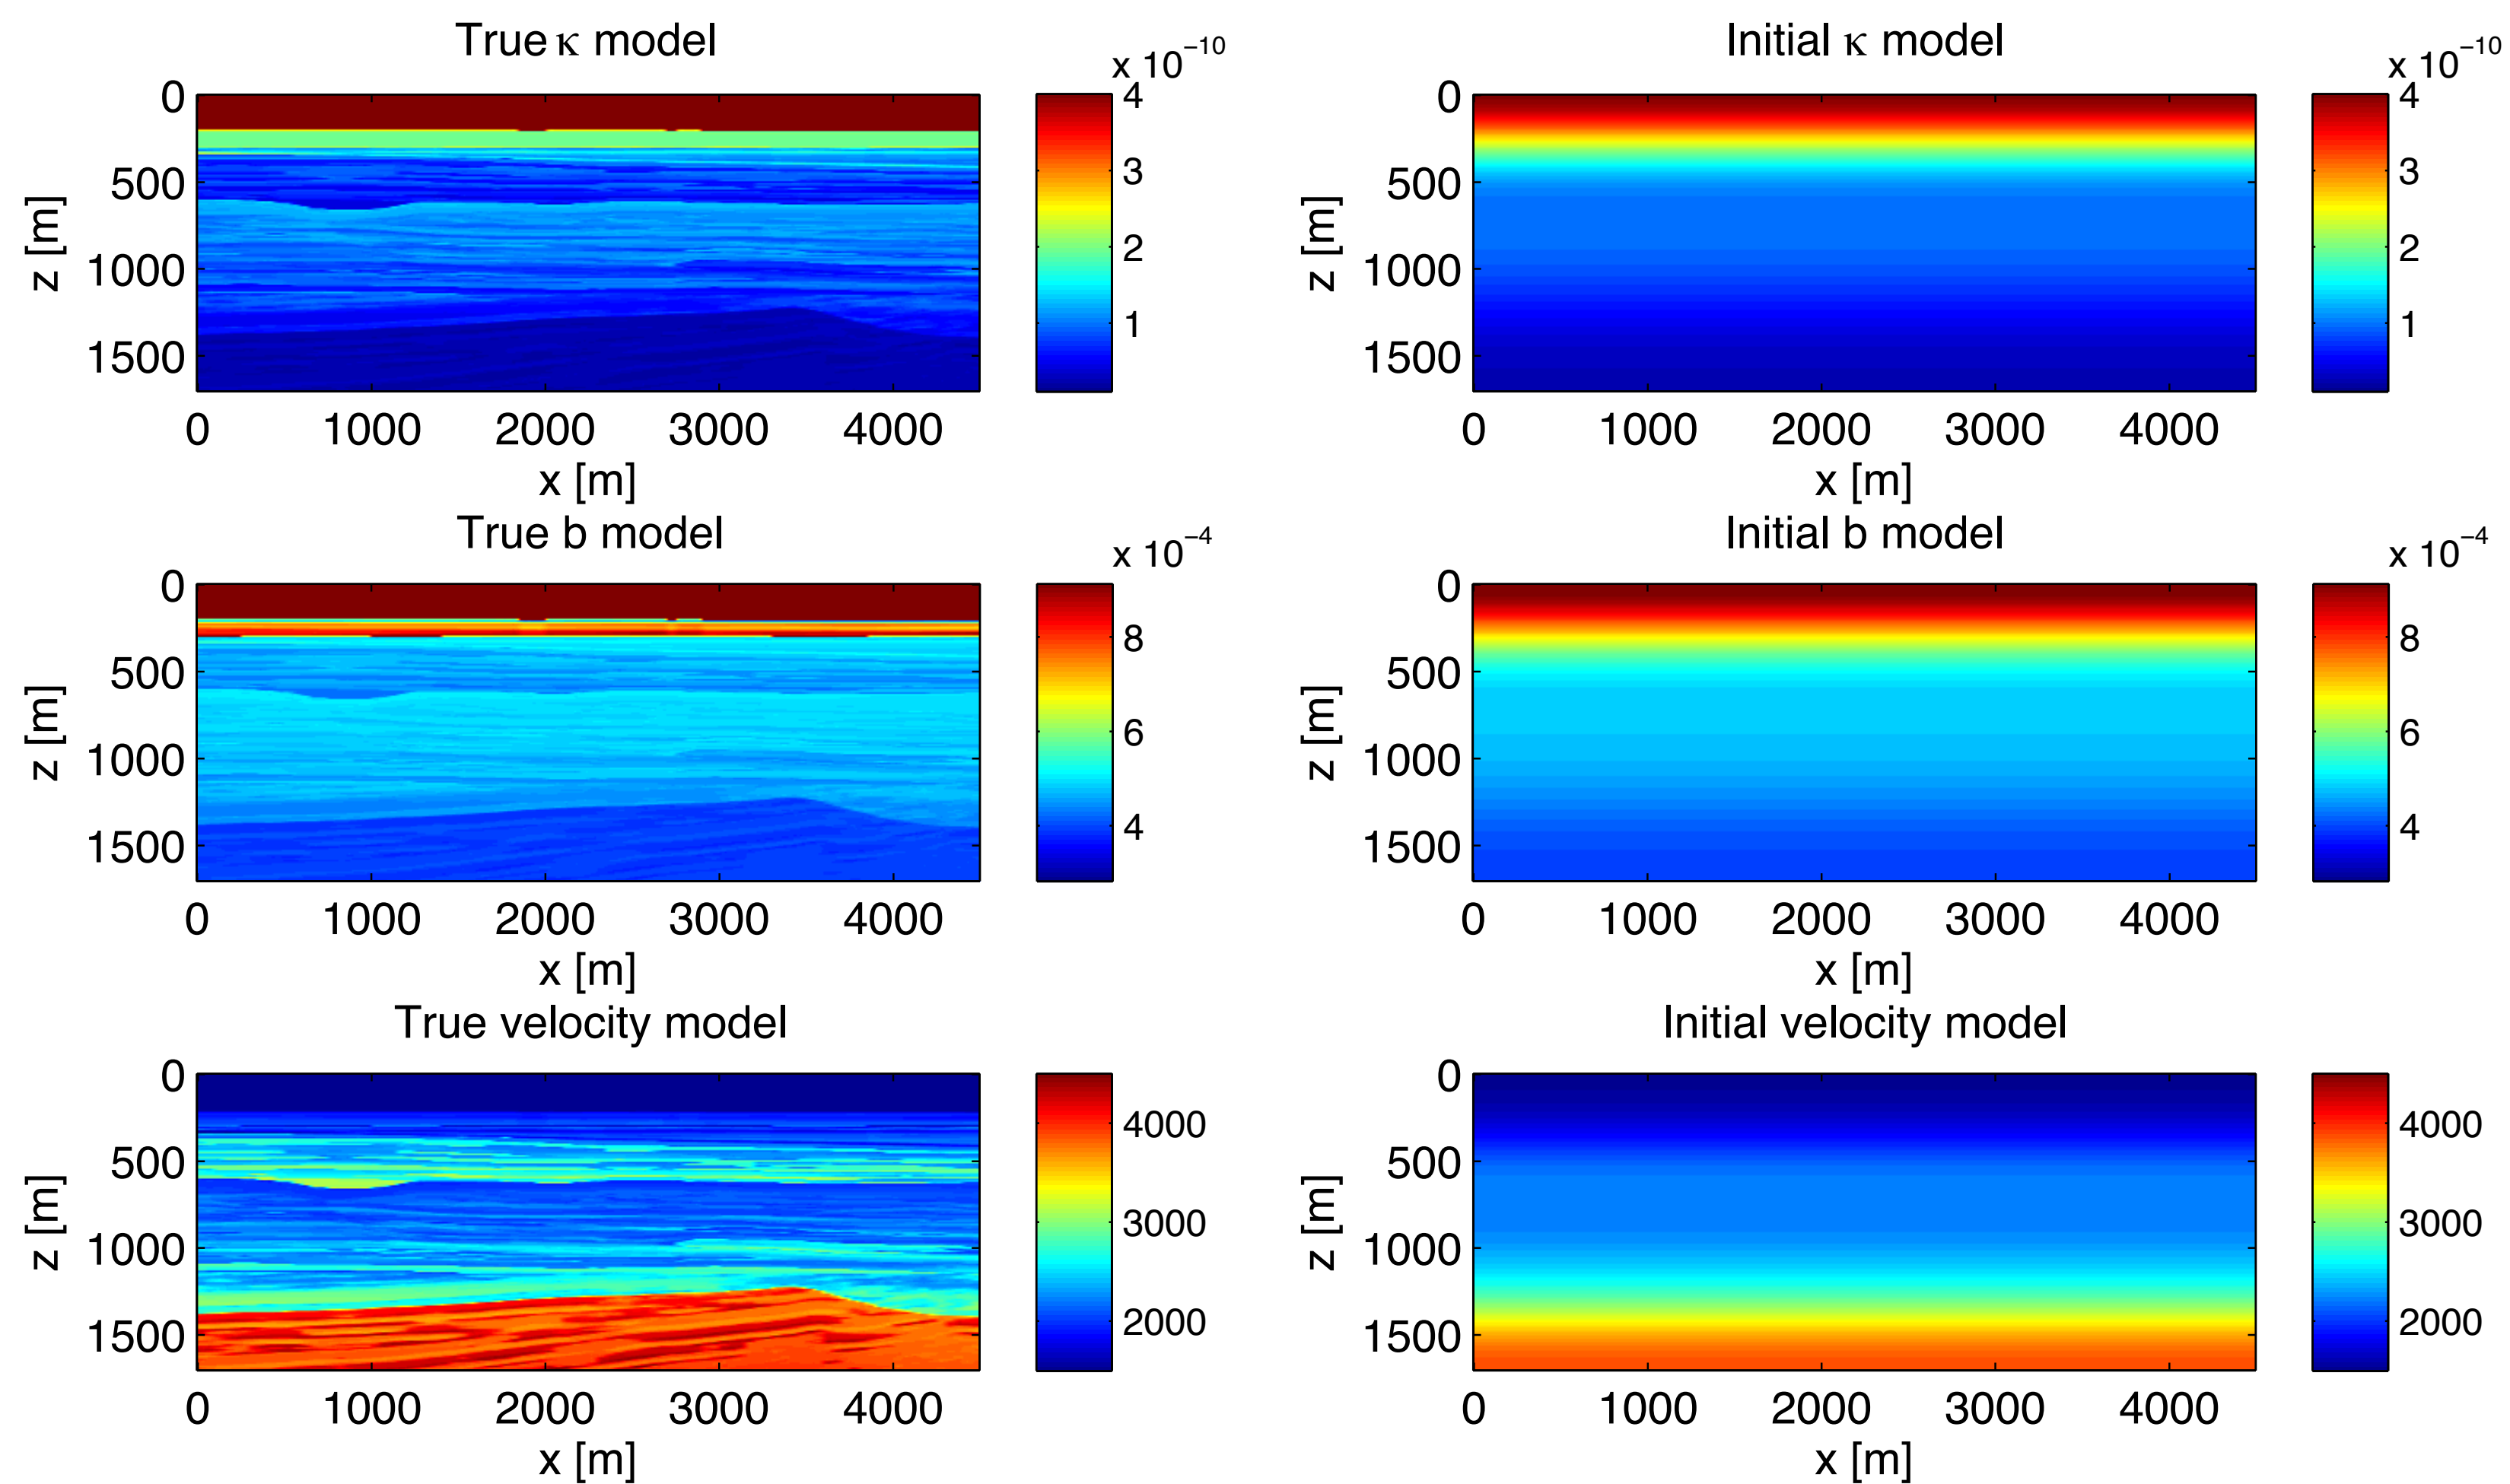 True κ model
x 10−10
0
500
1000
1500
z [m]
0 1000 2000 3000 4000
x [m]
4
3
2
1
Initial κ model
x 10−10
0
500
1000
1500
z [m]
0 1000 2000 3000 4000
x [m]
4
3
2
1
True b model
x 10−4
0
500
1000
1500
z [m]
0 1000 2000 3000 4000
x [m]
8
6
4
Initial b model
x 10−4
0
500
1000
1500
z [m]
0 1000 2000 3000 4000
x [m]
8
6
4
True velocity model
0
500
1000
1500
z [m]
0 1000 2000 3000 4000
x [m]
4000
3000
2000
Initial velocity model
0
500
1000
1500
z [m]
0 1000 2000 3000 4000
x [m]
4000
3000
2000